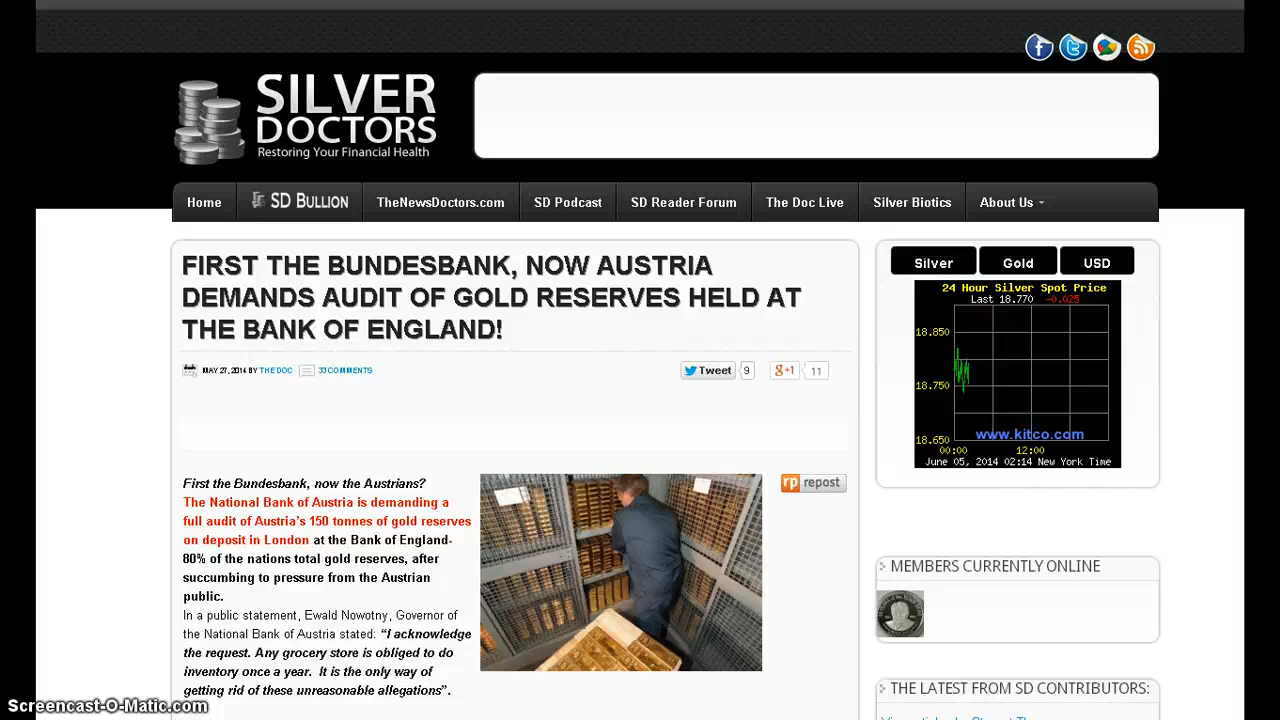 SILVER
DOCTORS
Restoring Your Financial Health
Home
SD BULLION
TheNewsDoctors.com
SD Podcast
SD Reader Forum
The Doc Live
Silver Biotics
About Us
FIRST THE BUNDESBANK, NOW AUSTRIA
DEMANDS AUDIT OF GOLD RESERVES HELD AT
THE BANK OF ENGLAND!
MAY 27, 2014 BY THE DOC 33 COMMENTS
Tweet 9
g+1 11
First the Bundesbank, now the Austrians?
The National Bank of Austria is demanding a
full audit of Austria's 150 tonnes of gold reserves
on deposit in London at the Bank of England-
80% of the nations total gold reserves, after
succumbing to pressure from the Austrian
public.
In a public statement, Ewald Nowotny, Governor of
the National Bank of Austria stated: “I acknowledge
the request. Any grocery store is obliged to do
inventory once a year. It is the only way of
getting rid of these unreasonable allegations”.
rp repost
Silver Gold USD
24 Hour Silver Spot Price
Last 18.770 -0.025
18.850
18.750
18.650
www.kitco.com
00:00 12:00
June 05, 2014 02:14 New York Time
MEMBERS CURRENTLY ONLINE
THE LATEST FROM SD CONTRIBUTORS:
Screencast-O-Matic.com